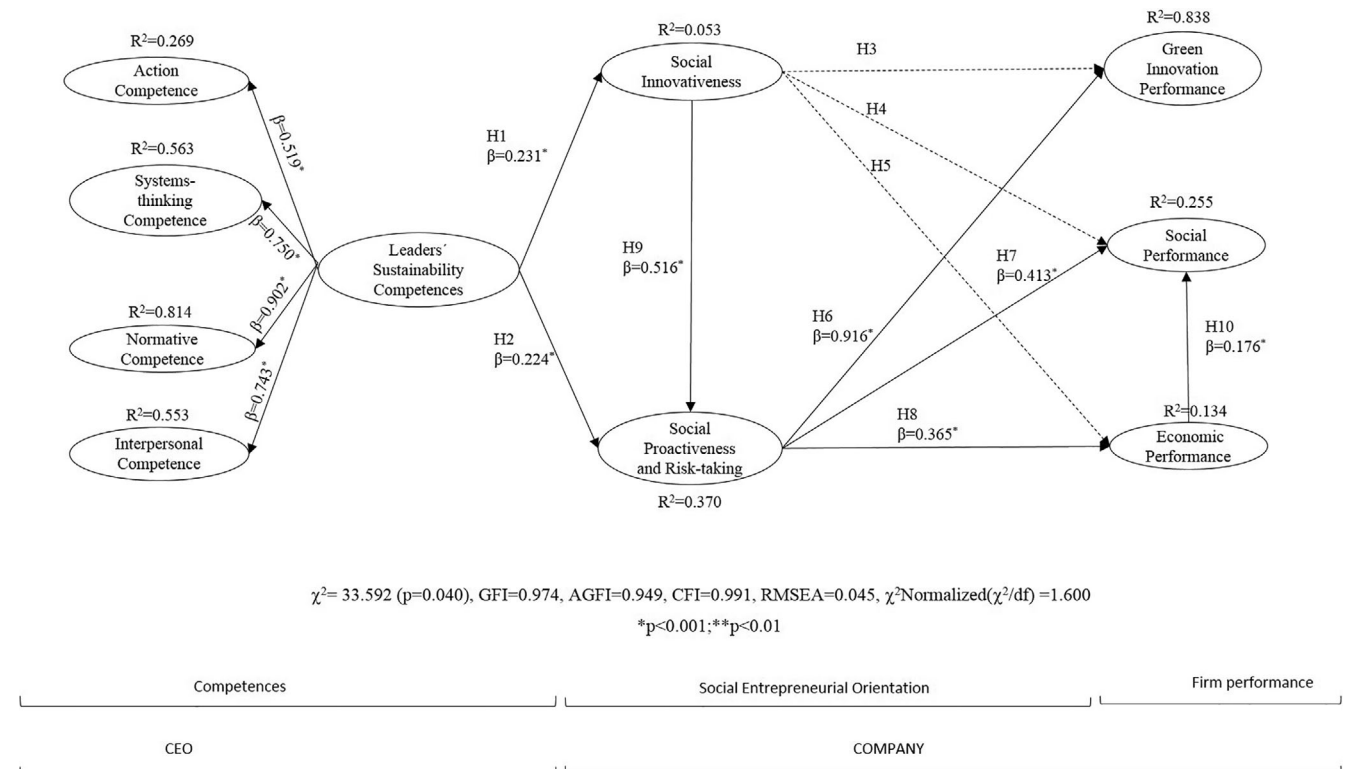 R²=0.269
Action
Competence
β=0.519*
R²=0.563
Systems-
thinking
Competence
β=0.750*
R²=0.814
Normative
Competence
β=0.902*
R²=0.553
Interpersonal
Competence
β=0.743*
Leaders´
Sustainability
Competences
H1
β=0.231*
H2
β=0.224*
R²=0.053
Social
Innovativeness
H9
β=0.516*
Social
Proactiveness
and Risk-taking
R²=0.370
H3
H4
H5
H6
β=0.916*
H7
β=0.413*
H8
β=0.365*
R²=0.838
Green
Innovation
Performance
R²=0.255
Social
Performance
H10
β=0.176*
R²=0.134
Economic
Performance
χ²= 33.592 (p=0.040), GFI=0.974, AGFI=0.949, CFI=0.991, RMSEA=0.045, χ²Normalized(χ²/df) =1.600
*p<0.001;**p<0.01
Competences
Social Entrepreneurial Orientation
Firm performance
CEO
COMPANY